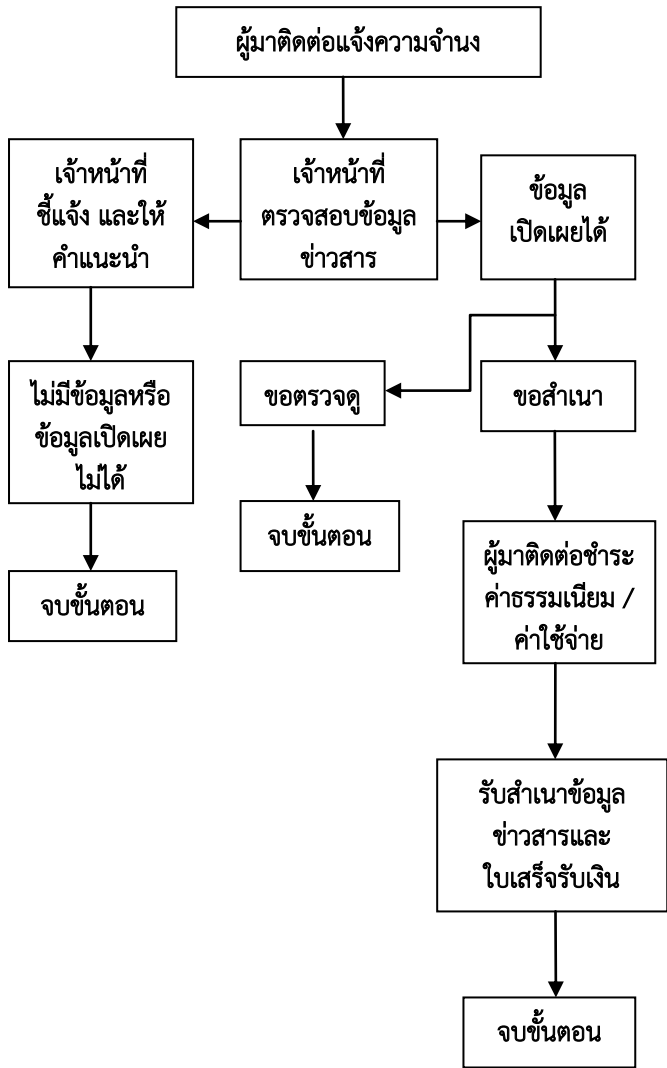 ผู้มาติดต่อแจ้งความจำนง
เจ้าหน้าที่
ชี้แจ้ง และให้
คำแนะนำ
เจ้าหน้าที่
ตรวจสอบข้อมูล
ข่าวสาร
ข้อมูล
เปิดเผยได้
ไม่มีข้อมูลหรือ
ข้อมูลเปิดเผย
ไม่ได้
ขอตรวจดู
ขอสำเนา
จบขั้นตอน
จบขั้นตอน
ผู้มาติดต่อชำระ
ค่าธรรมเนียม /
ค่าใช้จ่าย
รับสำเนาข้อมูล
ข่าวสารและ
ใบเสร็จรับเงิน
จบขั้นตอน